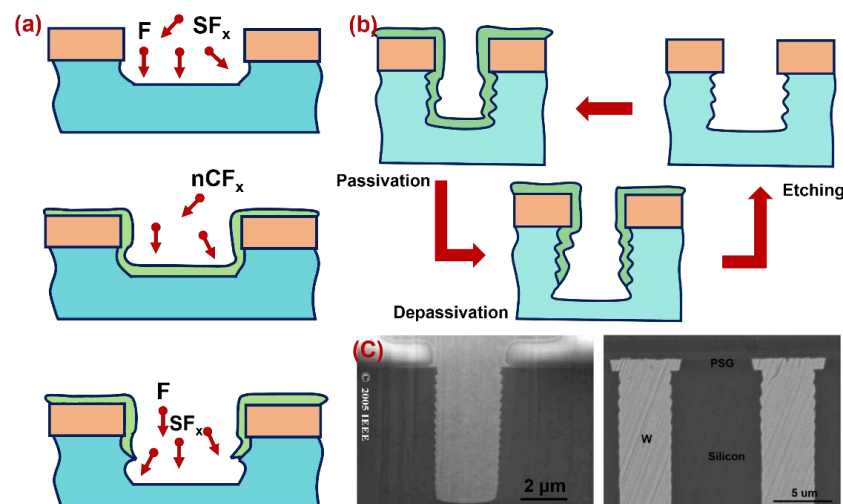 (a)
F SFₓ
nCFₓ
F
SFₓ
(b)
Passivation
Etching
Depassivation
(C)
© 2005 IEEE
2 μm
PSG
W
Silicon
5 um